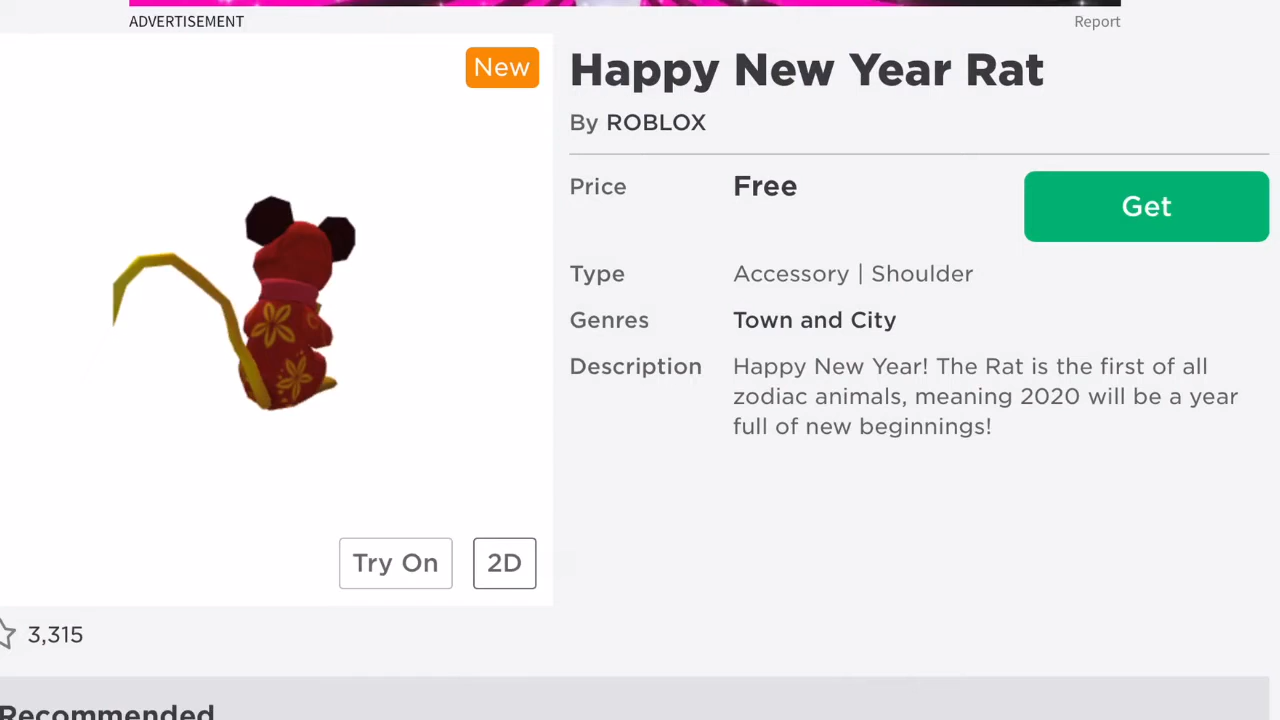 ADVERTISEMENT
Report
New
Happy New Year Rat
By ROBLOX
Price Free
Get
Type Accessory | Shoulder
Genres Town and City
Description Happy New Year! The Rat is the first of all
zodiac animals, meaning 2020 will be a year
full of new beginnings!
Try On
2D
3,315
Recommended